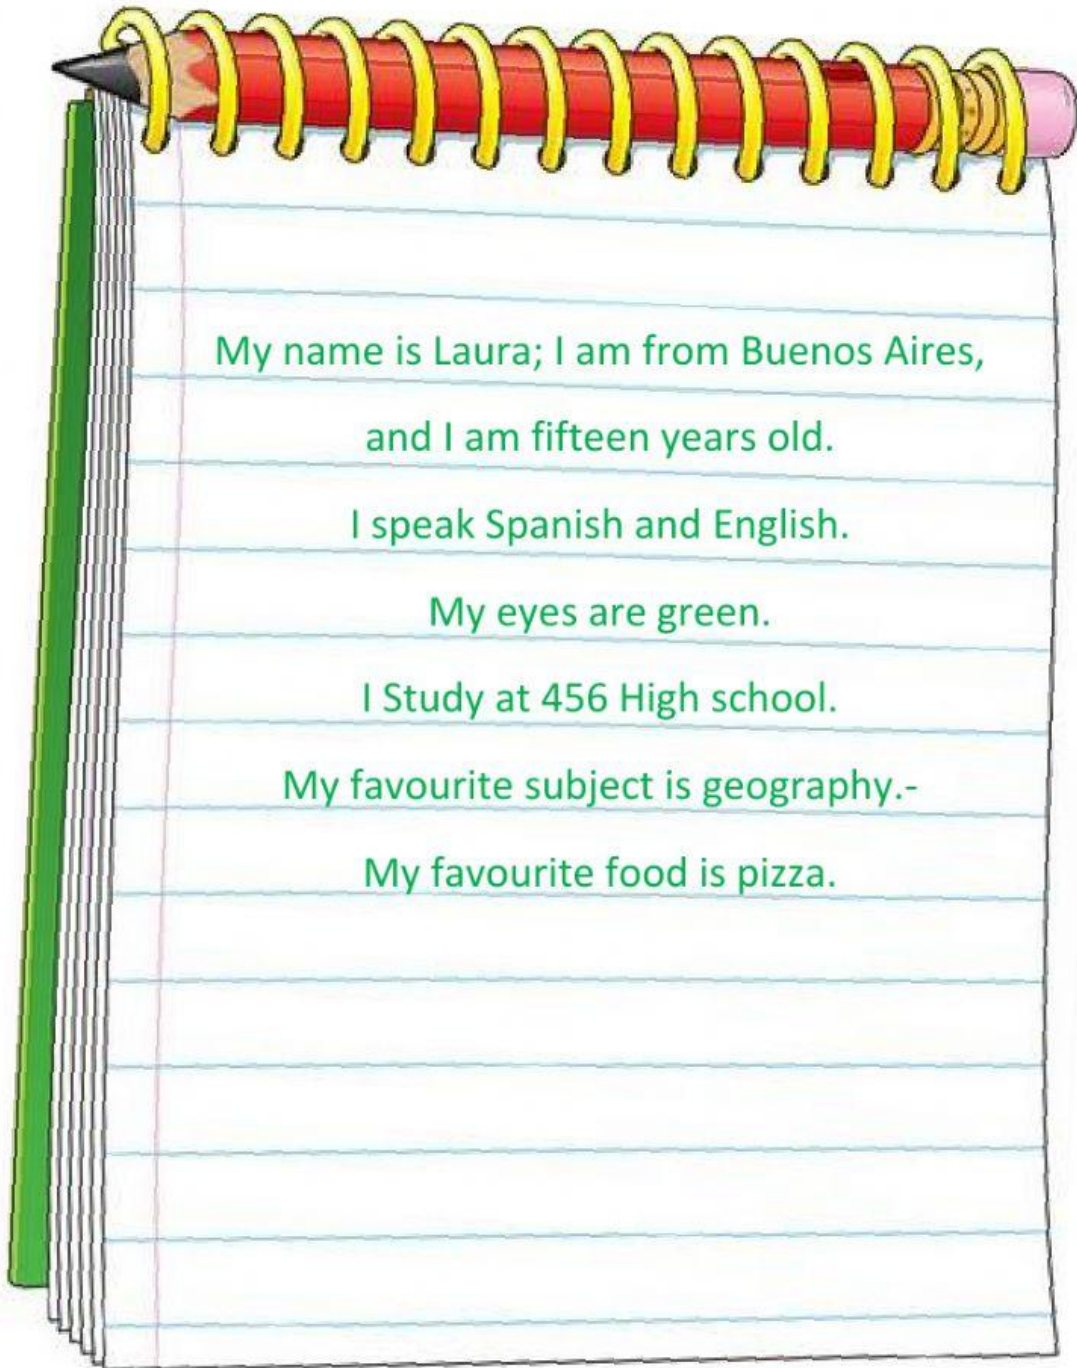 My name is Laura; I am from Buenos Aires,
and I am fifteen years old.
I speak Spanish and English.
My eyes are green.
I Study at 456 High school.
My favourite subject is geography.-
My favourite food is pizza.